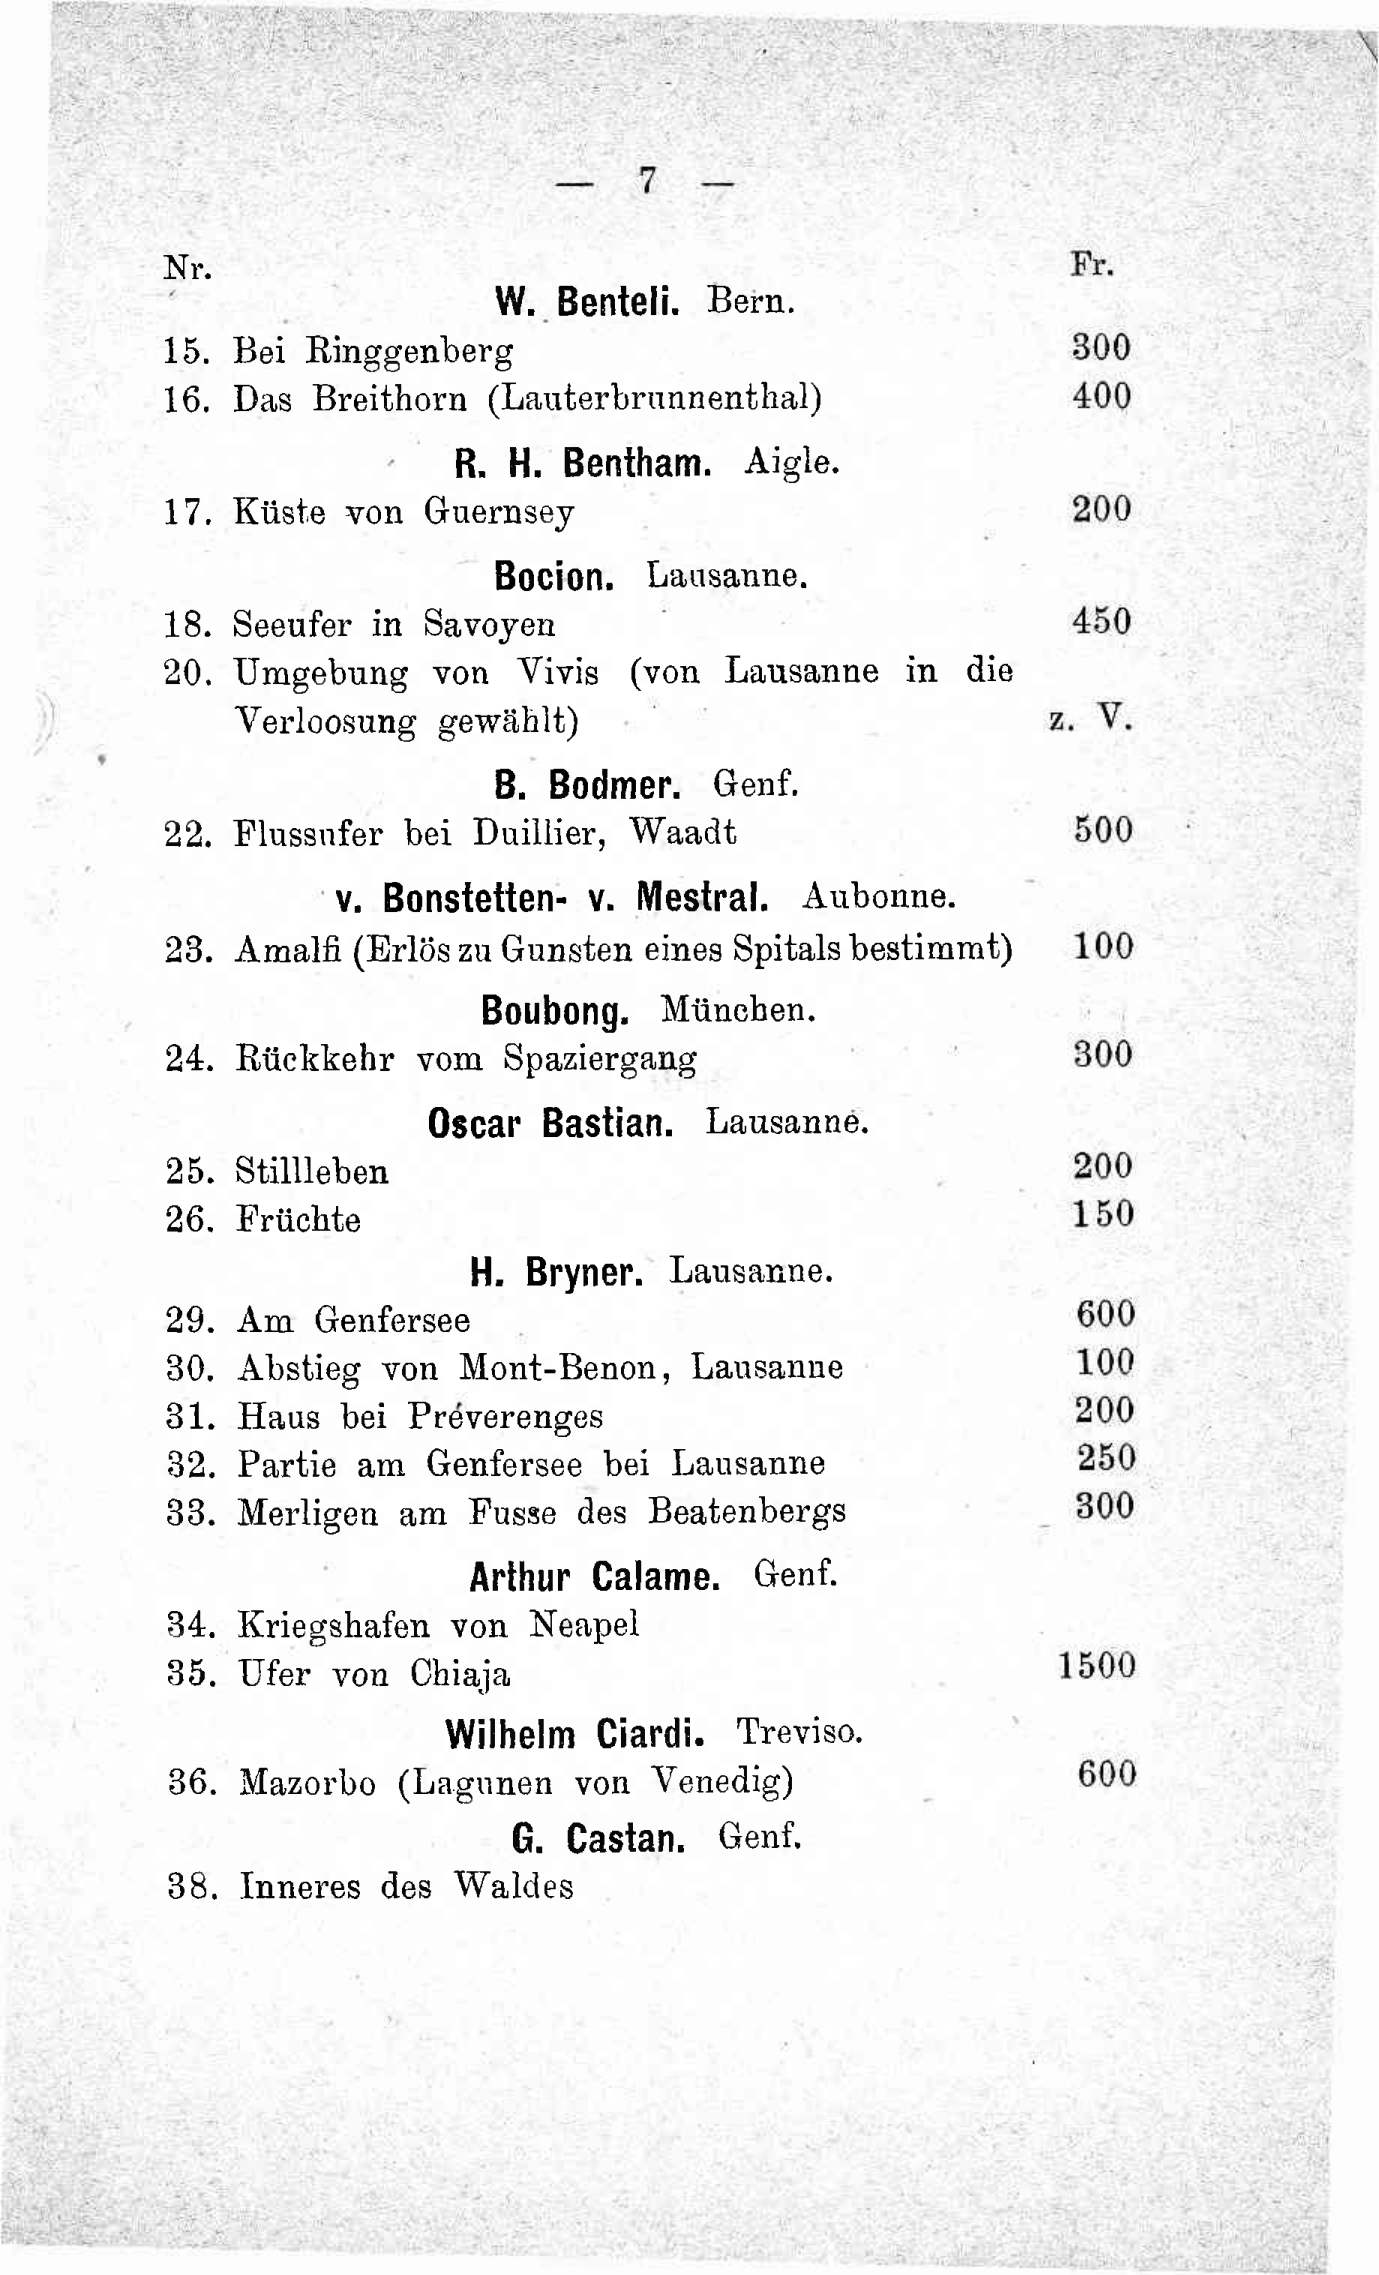 — 7 —
Nr. Fr.
W. Benteli. Bern.
15. Bei Ringgenberg 300
16. Das Breithorn (Lauterbrunnenthal) 400
R. H. Bentham. Aigle.
17. Küste von Guernsey 200
Bocion. Lausanne.
18. Seeufer in Savoyen 450
20. Umgebung von Vivis (von Lausanne in die
Verloosung gewählt) z. V.
B. Bodmer. Genf.
22. Flussufer bei Duillier, Waadt 500
v. Bonstetten- v. Mestral. Aubonne.
23. Amalfi (Erlös zu Gunsten eines Spitals bestimmt) 100
Boubong. München.
24. Rückkehr vom Spaziergang 300
Oscar Bastian. Lausanne.
25. Stillleben 200
26. Früchte 150
H. Bryner. Lausanne.
29. Am Genfersee 600
30. Abstieg von Mont-Benon, Lausanne 100
31. Haus bei Préverenges 200
32. Partie am Genfersee bei Lausanne 250
33. Merligen am Fusse des Beatenbergs 300
Arthur Calame. Genf.
34. Kriegshafen von Neapel
35. Ufer von Chiaja 1500
Wilhelm Ciardi. Treviso.
36. Mazorbo (Lagunen von Venedig) 600
G. Castan. Genf.
38. Inneres des Waldes